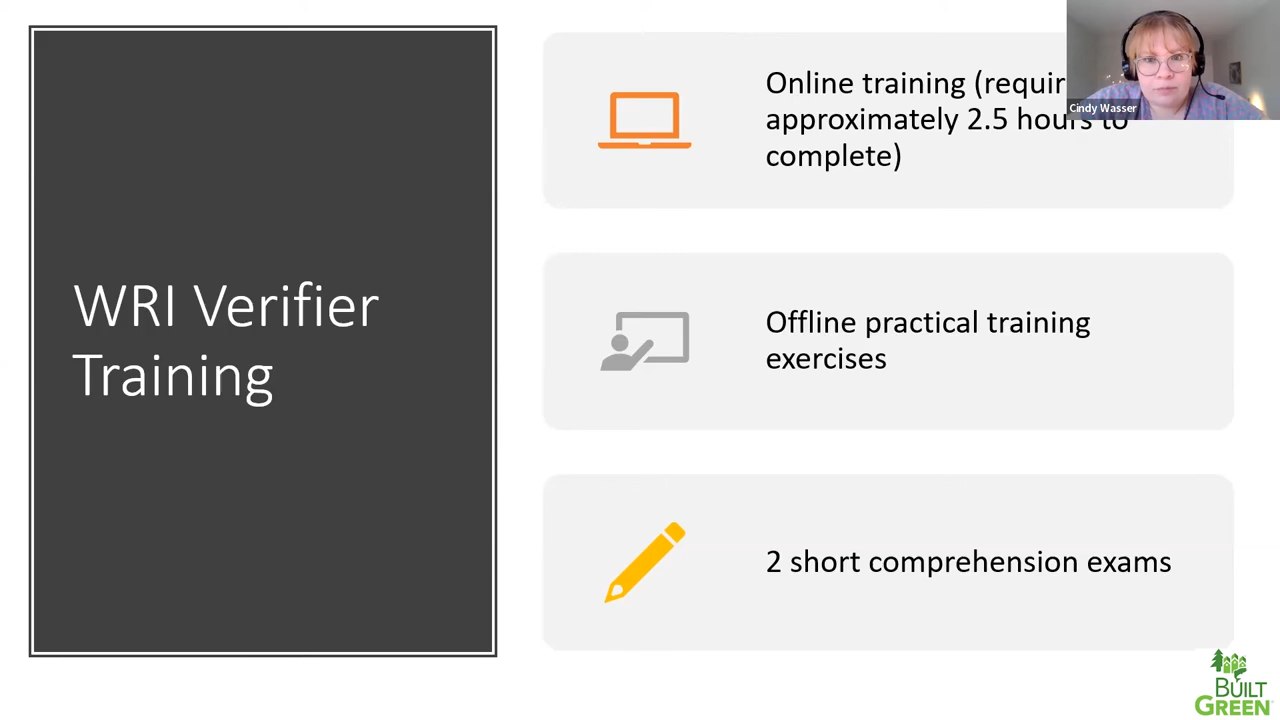 WRI Verifier
Training
Online training (requir
approximately 2.5 hours to
complete)
Cindy Wasser
Offline practical training
exercises
2 short comprehension exams
BUILT
GREEN